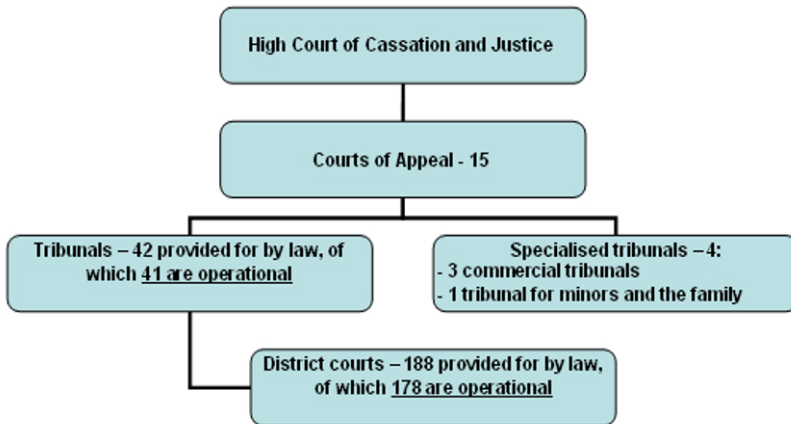 High Court of Cassation and Justice
Courts of Appeal - 15
Tribunals – 42 provided for by law, of
which 41 are operational
Specialised tribunals – 4:
- 3 commercial tribunals
- 1 tribunal for minors and the family
District courts – 188 provided for by law,
of which 178 are operational